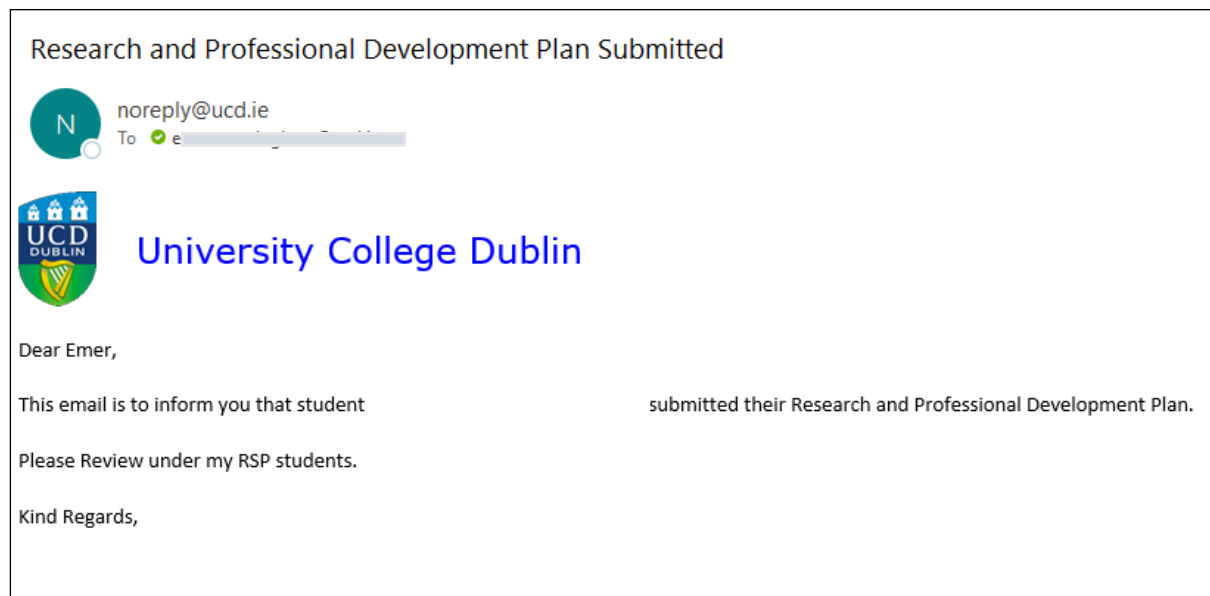 Research and Professional Development Plan Submitted
N
noreply@ucd.ie
To e
UCD
DUBLIN
University College Dublin
Dear Emer,
This email is to inform you that student submitted their Research and Professional Development Plan.
Please Review under my RSP students.
Kind Regards,